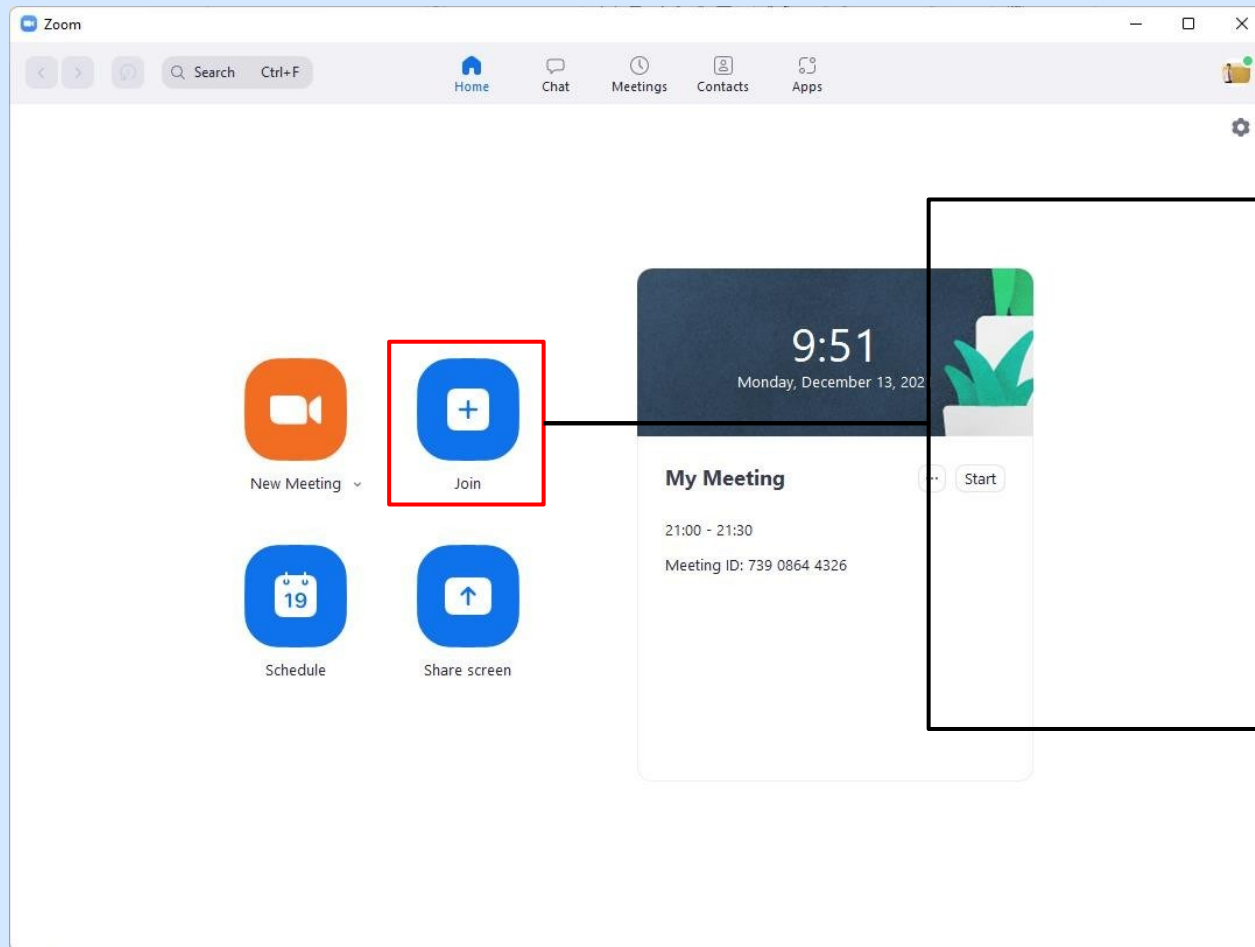 Zoom
Search Ctrl+F
Home Chat Meetings Contacts Apps
9:51
Monday, December 13, 202
New Meeting
Join
My Meeting
Start
21:00 - 21:30
Meeting ID: 739 0864 4326
19
Schedule
Share screen